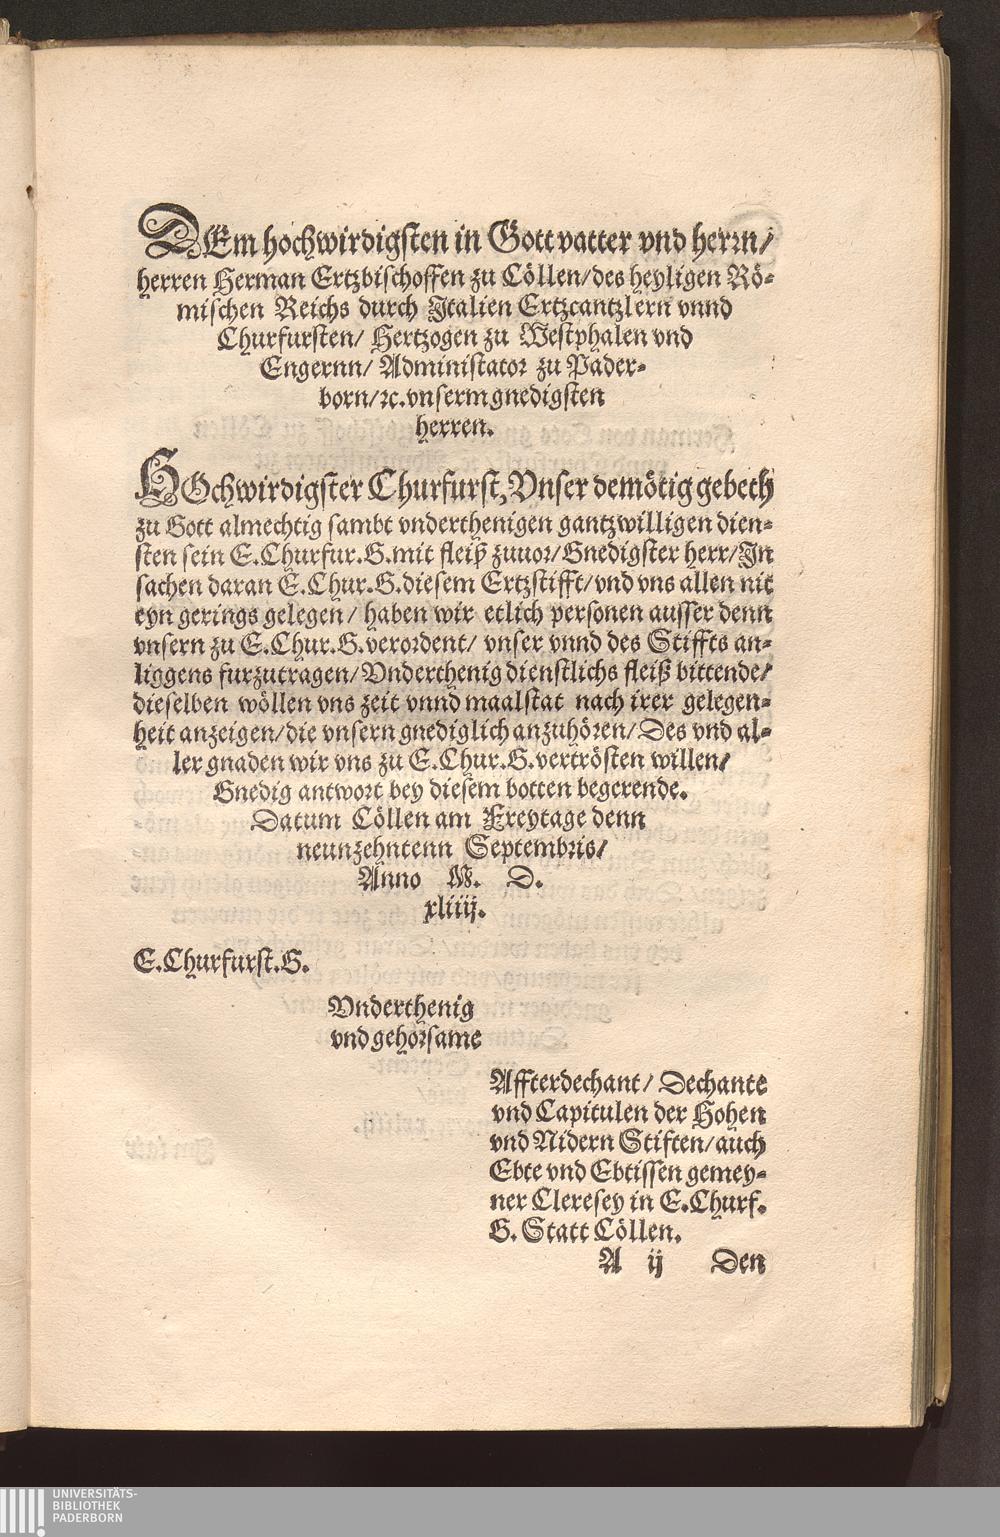 DEm hochwirdigsten in Gott vatter vnd herrn/
herren Herman Ertzbischoffen zu Cöllen/des heyligen Rö-
mischen Reichs durch Italien Ertzcantzlern vnnd
Churfursten/ Hertzogen zu Westphalen vnd
Engernn/ Administator zu Pader-
born/ꝛc.vnserm gnedigsten
herren.
HOchwirdigster Churfurst, Vnser demötig gebeth
zu Gott almechtig sambt vnderthenigen gantzwilligen dien-
sten sein E.Churfur.G.mit fleiß zuuor/Gnedigster herr/In
sachen daran E.Chur.G.diesem Ertzstifft/vnd vns allen nit
eyn gerings gelegen/ haben wir etlich personen ausser denn
vnsern zu E.Chur.G.verordent/ vnser vnnd des Stiffts an-
liggens furzutragen/Vnderthenig dienstlichs fleiß bittende/
dieselben wöllen vns zeit vnnd maalstat nach irer gelegen-
heit anzeigen/die vnsern gnediglich anzuhören/Des vnd al-
ler gnaden wir vns zu E.Chur.G.vertrösten willen/
Gnedig antwort bey diesem botten begerende.
Datum Cöllen am Freytage denn
neunzehntenn Septembris/
Anno M. D.
xliiij.
E.Churfurst.G.
Vnderthenig
vnd gehorsame
Affterdechant/ Dechante
vnd Capitulen der Hohen
vnd Nidern Stiften/auch
Ebte vnd Ebtissen gemey-
ner Cleresey in E.Churf.
G. Statt Cöllen.
A ij Den
UNIVERSITÄTS-
BIBLIOTHEK
PADERBORN